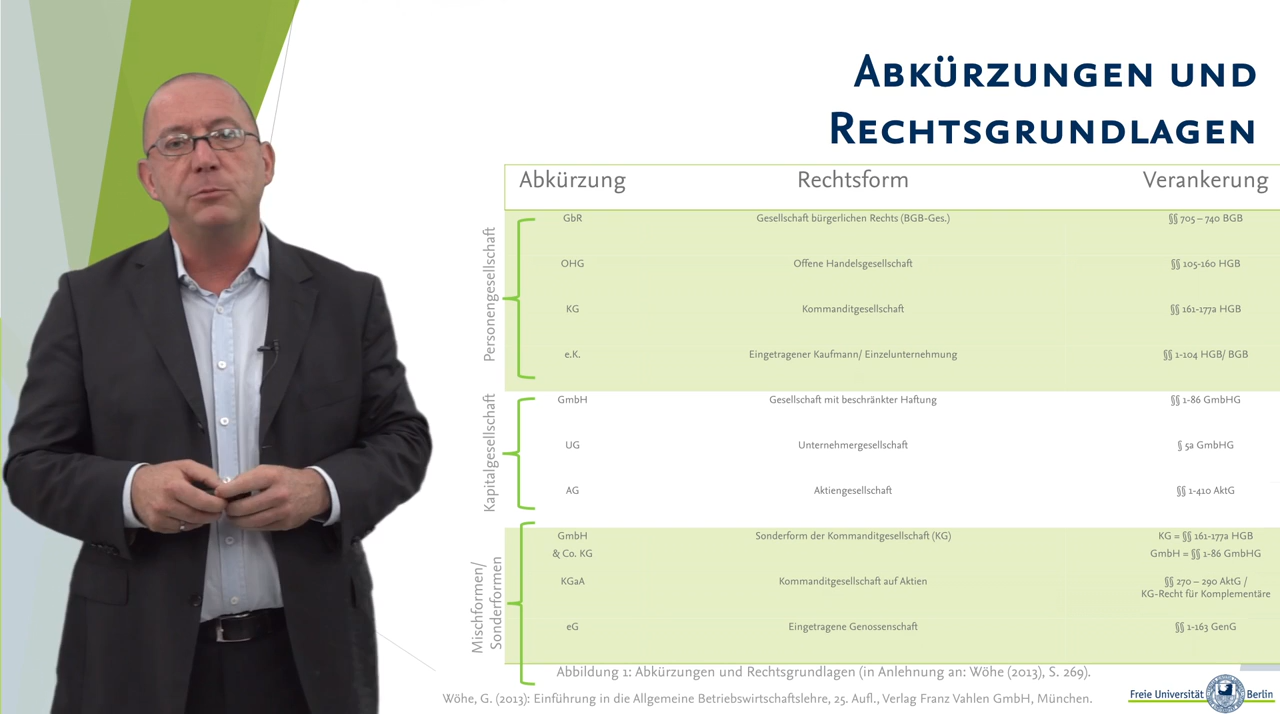 Abkürzungen und
Rechtsgrundlagen
Abkürzung Rechtsform Verankerung
Personengesellschaft
GbR Gesellschaft bürgerlichen Rechts (BGB-Ges.) §§ 705 – 740 BGB
OHG Offene Handelsgesellschaft §§ 105-160 HGB
KG Kommanditgesellschaft §§ 161-177a HGB
e.K. Eingetragener Kaufmann/ Einzelunternehmung §§ 1-104 HGB/ BGB
Kapitalgesellschaft
GmbH Gesellschaft mit beschränkter Haftung §§ 1-86 GmbHG
UG Unternehmergesellschaft § 5a GmbHG
AG Aktiengesellschaft §§ 1-410 AktG
Mischformen/
Sonderformen
GmbH Sonderform der Kommanditgesellschaft (KG) KG = §§ 161-177a HGB
& Co. KG GmbH = §§ 1-86 GmbHG
KGaA Kommanditgesellschaft auf Aktien §§ 270 – 290 AktG /
KG-Recht für Komplementäre
eG Eingetragene Genossenschaft §§ 1-163 GenG
Abbildung 1: Abkürzungen und Rechtsgrundlagen (in Anlehnung an: Wöhe (2013), S. 269).
Wöhe, G. (2013): Einführung in die Allgemeine Betriebswirtschaftslehre, 25. Aufl., Verlag Franz Vahlen GmbH, München.
Freie Universität Berlin